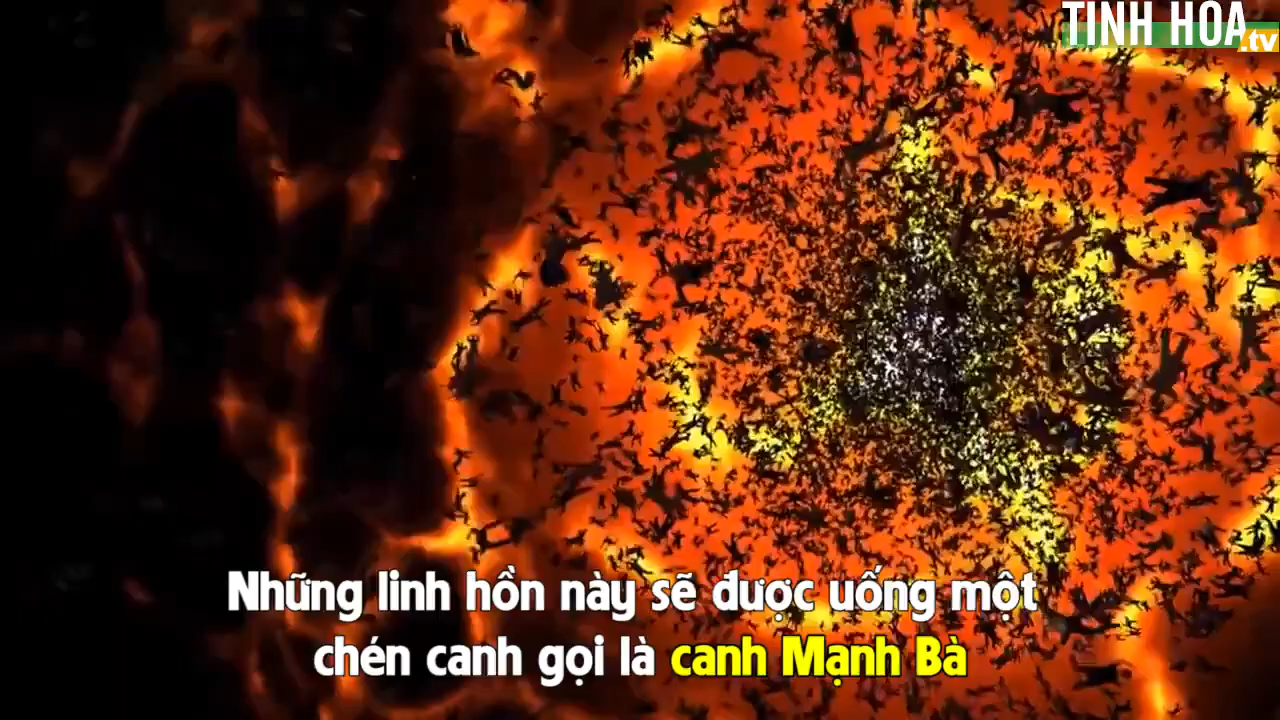 TINH HOA
.tv
Những linh hồn này sẽ được uống một
chén canh gọi là canh Mạnh Bà